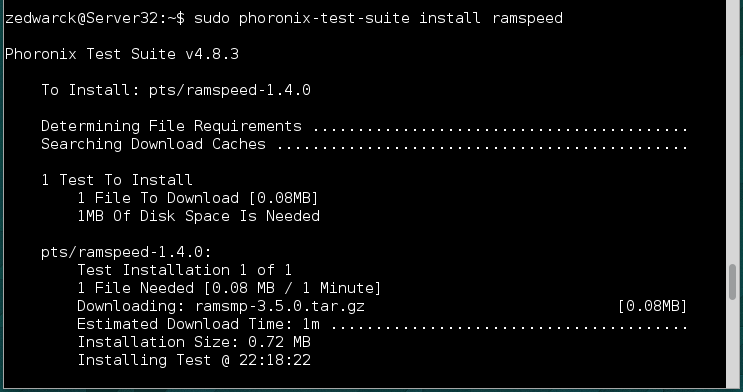 zedwarck@Server32:~$ sudo phoronix-test-suite install ramspeed
Phoronix Test Suite v4.8.3
To Install: pts/ramspeed-1.4.0
Determining File Requirements ..........................................
Searching Download Caches ..............................................
1 Test To Install
1 File To Download [0.08MB]
1MB Of Disk Space Is Needed
pts/ramspeed-1.4.0:
Test Installation 1 of 1
1 File Needed [0.08 MB / 1 Minute]
Downloading: ramsmp-3.5.0.tar.gz [0.08MB]
Estimated Download Time: 1m ........................................
Installation Size: 0.72 MB
Installing Test @ 22:18:22